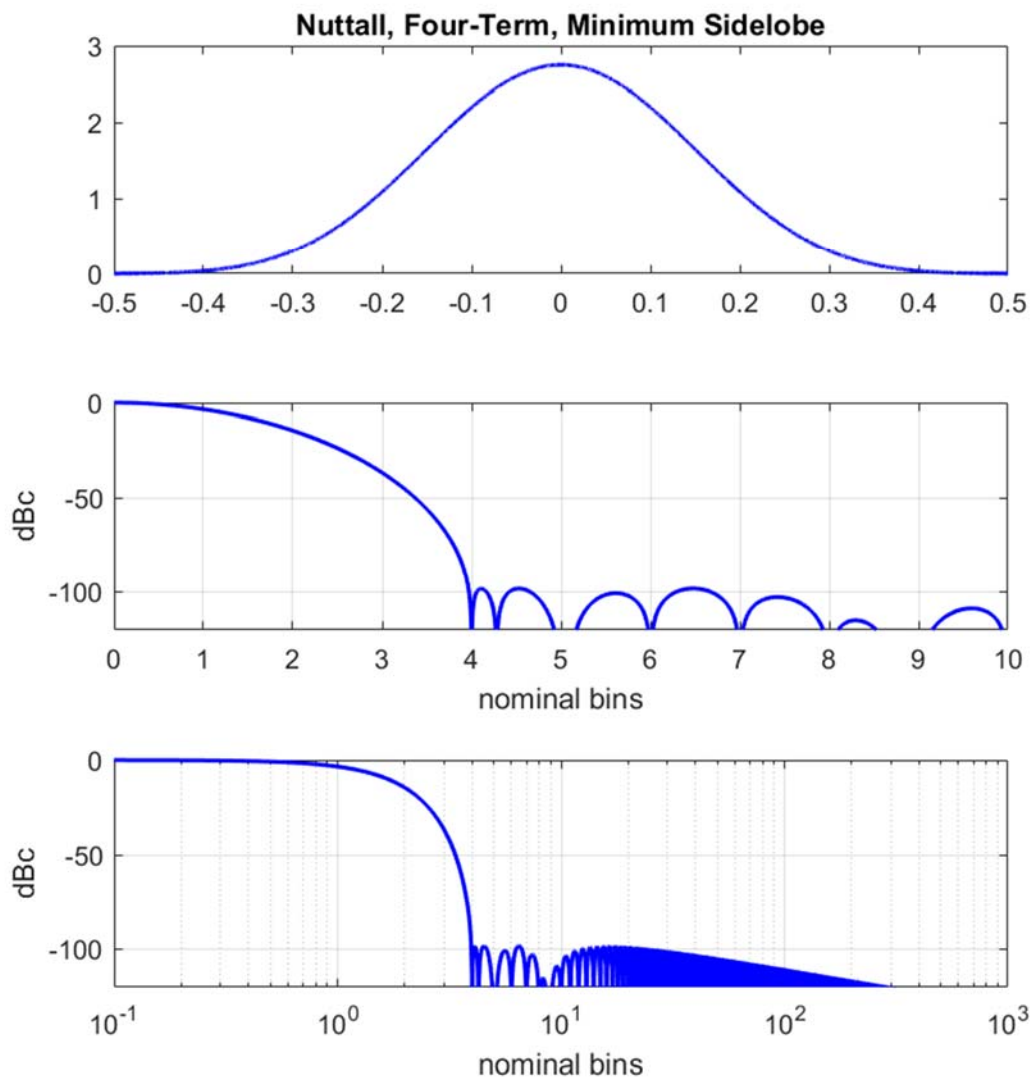 Nuttall, Four-Term, Minimum Sidelobe
3
2
1
0
-0.5 -0.4 -0.3 -0.2 -0.1 0 0.1 0.2 0.3 0.4 0.5
0
-50
-100
dBc
0 1 2 3 4 5 6 7 8 9 10
nominal bins
0
-50
-100
dBc
10^-1 10^0 10^1 10^2 10^3
nominal bins